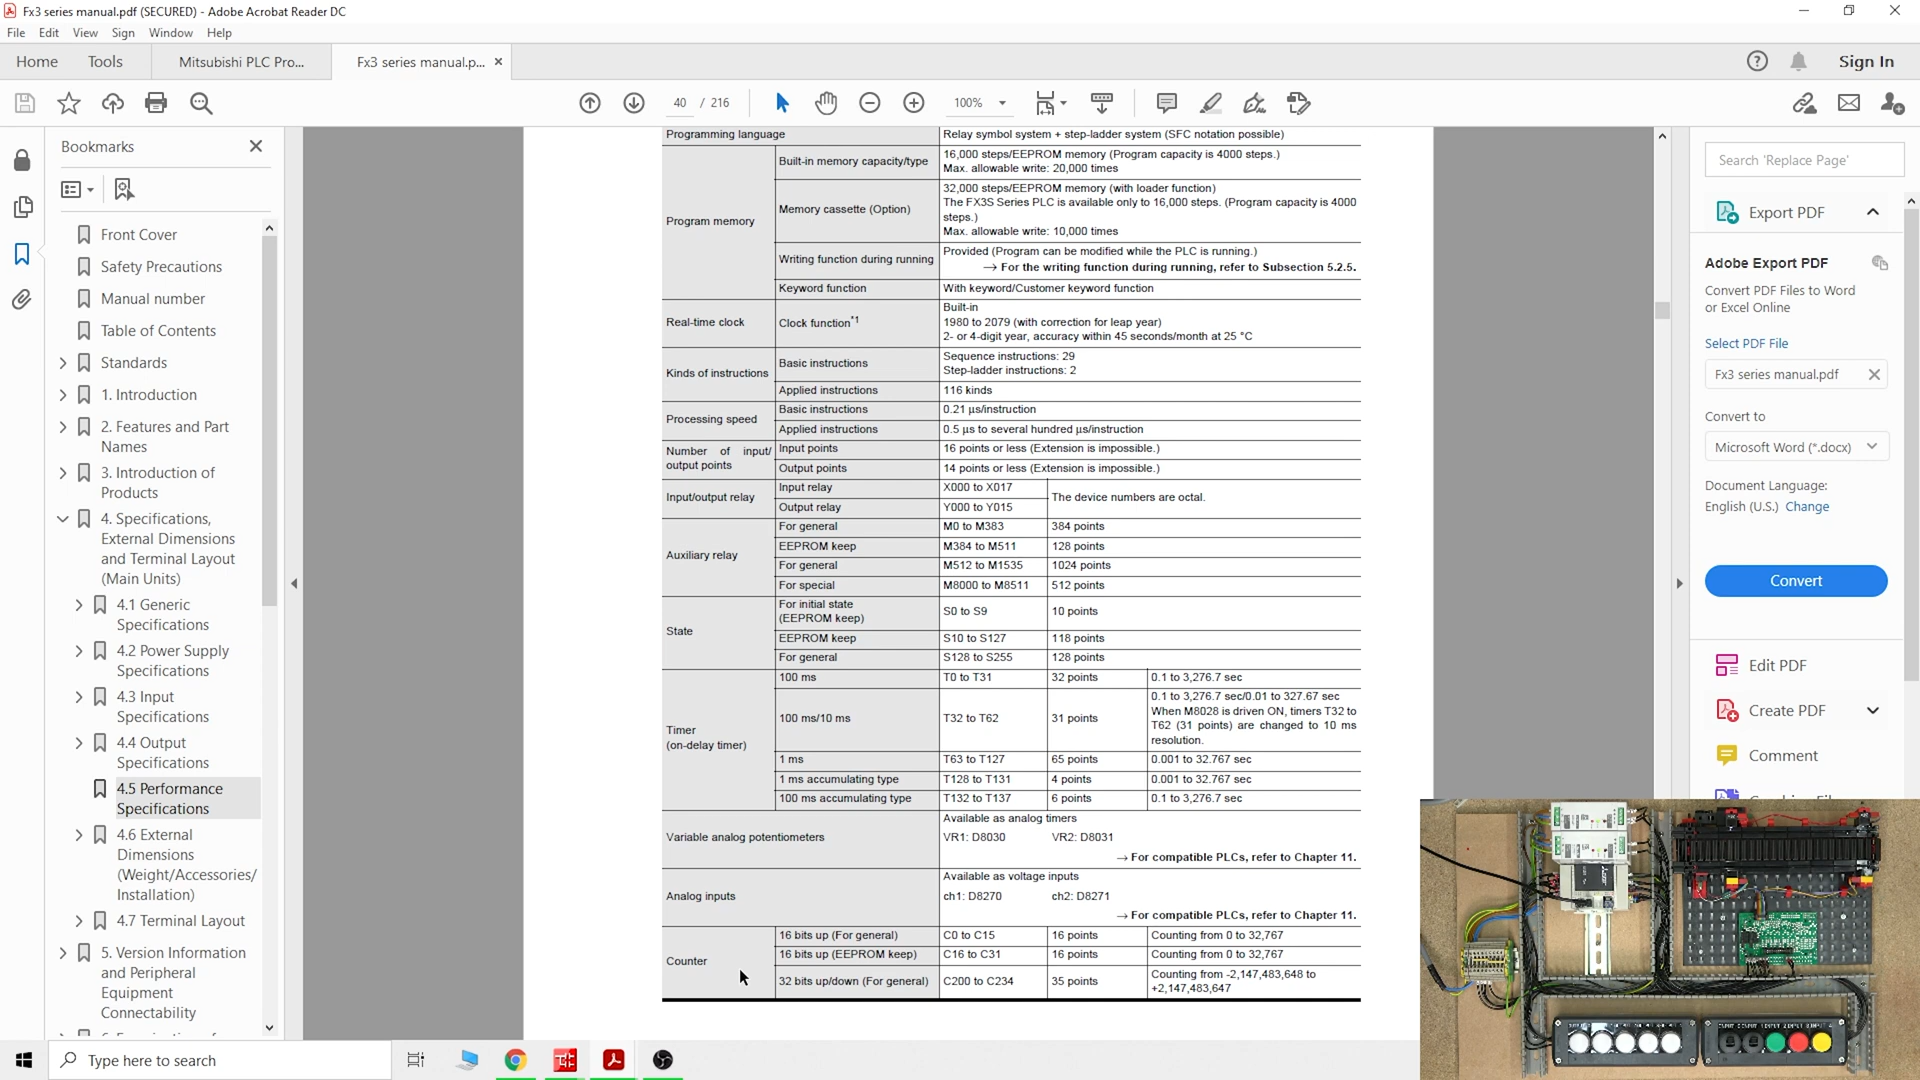 Fx3 series manual.pdf (SECURED) - Adobe Acrobat Reader DC
File Edit View Sign Window Help
Home Tools Mitsubishi PLC Pro... Fx3 series manual.p... Sign In
40 / 216 100%
Bookmarks
Front Cover
Safety Precautions
Manual number
Table of Contents
Standards
1. Introduction
2. Features and Part
Names
3. Introduction of
Products
4. Specifications,
External Dimensions
and Terminal Layout
(Main Units)
4.1 Generic
Specifications
4.2 Power Supply
Specifications
4.3 Input
Specifications
4.4 Output
Specifications
4.5 Performance
Specifications
4.6 External
Dimensions
(Weight/Accessories/
Installation)
4.7 Terminal Layout
5. Version Information
and Peripheral
Equipment
Connectability
Programming language Relay symbol system + step-ladder system (SFC notation possible)
Program memory
Built-in memory capacity/type 16,000 steps/EEPROM memory (Program capacity is 4000 steps.)
Max. allowable write: 20,000 times
Memory cassette (Option) 32,000 steps/EEPROM memory (with loader function)
The FX3S Series PLC is available only to 16,000 steps. (Program capacity is 4000
steps.)
Max. allowable write: 10,000 times
Writing function during running Provided (Program can be modified while the PLC is running.)
→ For the writing function during running, refer to Subsection 5.2.5.
Keyword function With keyword/Customer keyword function
Real-time clock Clock function*1 Built-in
1980 to 2079 (with correction for leap year)
2- or 4-digit year, accuracy within 45 seconds/month at 25 °C
Kinds of instructions Basic instructions Sequence instructions: 29
Step-ladder instructions: 2
Applied instructions 116 kinds
Processing speed Basic instructions 0.21 µs/instruction
Applied instructions 0.5 µs to several hundred µs/instruction
Number of input/
output points
Input points 16 points or less (Extension is impossible.)
Output points 14 points or less (Extension is impossible.)
Input/output relay Input relay X000 to X017 The device numbers are octal.
Output relay Y000 to Y015
Auxiliary relay
For general M0 to M383 384 points
EEPROM keep M384 to M511 128 points
For general M512 to M1535 1024 points
For special M8000 to M8511 512 points
State
For initial state
(EEPROM keep) S0 to S9 10 points
EEPROM keep S10 to S127 118 points
For general S128 to S255 128 points
Timer
(on-delay timer)
100 ms T0 to T31 32 points 0.1 to 3,276.7 sec
100 ms/10 ms T32 to T62 31 points 0.1 to 3,276.7 sec/0.01 to 327.67 sec
When M8028 is driven ON, timers T32 to
T62 (31 points) are changed to 10 ms
resolution.
1 ms T63 to T127 65 points 0.001 to 32.767 sec
1 ms accumulating type T128 to T131 4 points 0.001 to 32.767 sec
100 ms accumulating type T132 to T137 6 points 0.1 to 3,276.7 sec
Variable analog potentiometers Available as analog timers
VR1: D8030 VR2: D8031
→ For compatible PLCs, refer to Chapter 11.
Analog inputs Available as voltage inputs
ch1: D8270 ch2: D8271
→ For compatible PLCs, refer to Chapter 11.
Counter
16 bits up (For general) C0 to C15 16 points Counting from 0 to 32,767
16 bits up (EEPROM keep) C16 to C31 16 points Counting from 0 to 32,767
32 bits up/down (For general) C200 to C234 35 points Counting from -2,147,483,648 to
+2,147,483,647
Search 'Replace Page'
Export PDF
Adobe Export PDF
Convert PDF Files to Word
or Excel Online
Select PDF File
Fx3 series manual.pdf
Convert to
Microsoft Word (*.docx)
Document Language:
English (U.S.) Change
Convert
Edit PDF
Create PDF
Comment
Type here to search